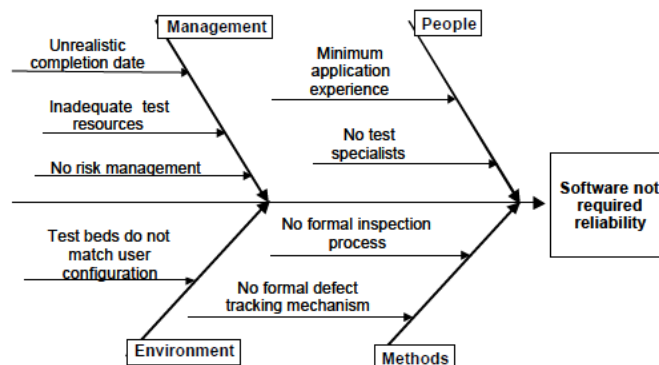 Management
People
Unrealistic
completion date
Minimum
application
experience
Inadequate test
resources
No test
specialists
No risk management
Software not
required
reliability
Test beds do not
match user
configuration
No formal inspection
process
No formal defect
tracking mechanism
Environment
Methods